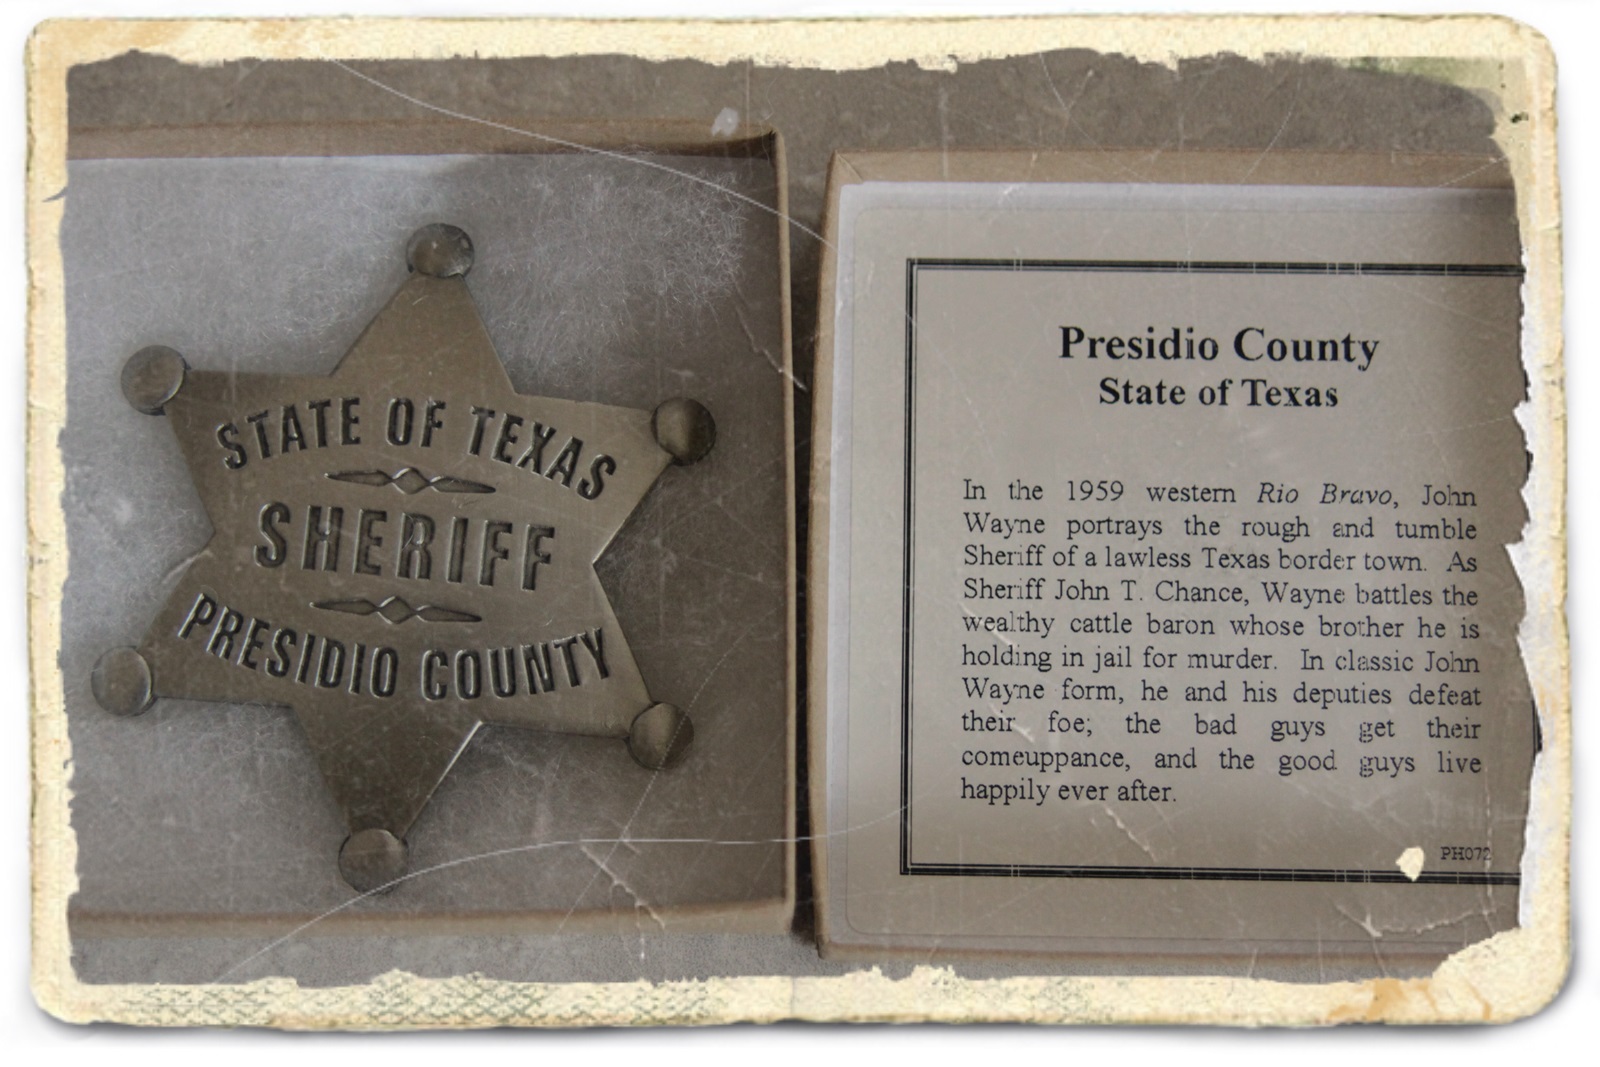 STATE OF TEXAS
SHERIFF
PRESIDIO COUNTY
Presidio County
State of Texas
In the 1959 western Rio Bravo, John
Wayne portrays the rough and tumble
Sheriff of a lawless Texas border town. As
Sheriff John T. Chance, Wayne battles the
wealthy cattle baron whose brother he is
holding in jail for murder. In classic John
Wayne form, he and his deputies defeat
their foe; the bad guys get their
comeuppance, and the good guys live
happily ever after.
PH072